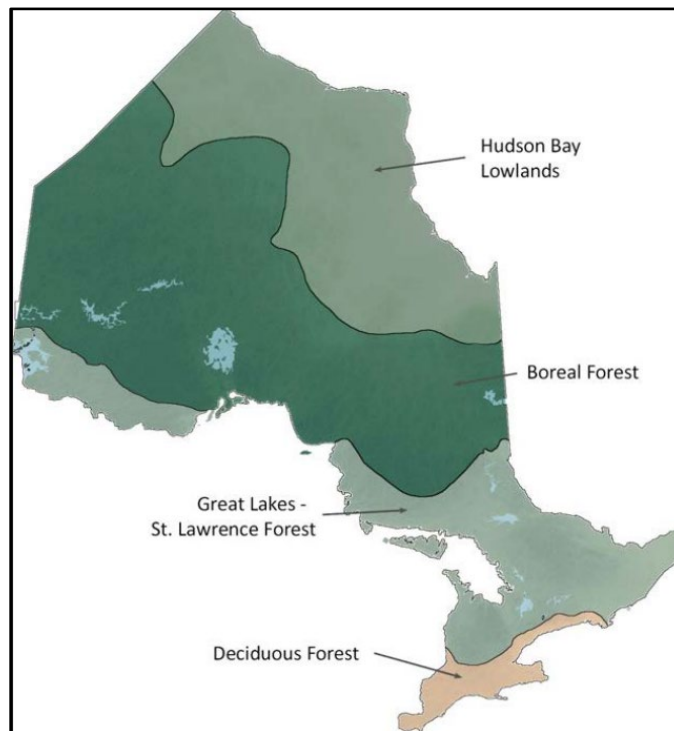 Hudson Bay
Lowlands
Boreal Forest
Great Lakes -
St. Lawrence Forest
Deciduous Forest